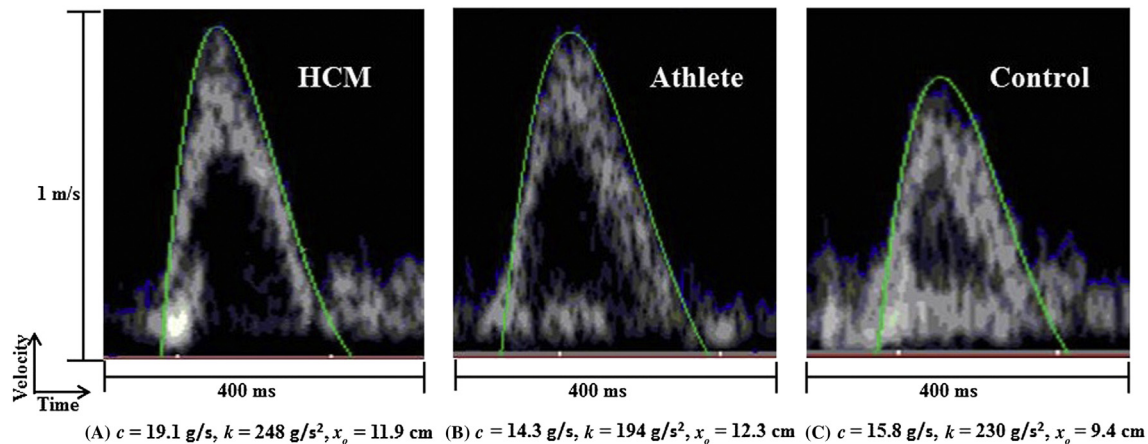 HCM
Athlete
Control
1 m/s
Velocity
Time
400 ms
400 ms
400 ms
(A) c = 19.1 g/s, k = 248 g/s², xₒ = 11.9 cm (B) c = 14.3 g/s, k = 194 g/s², xₒ = 12.3 cm (C) c = 15.8 g/s, k = 230 g/s², xₒ = 9.4 cm